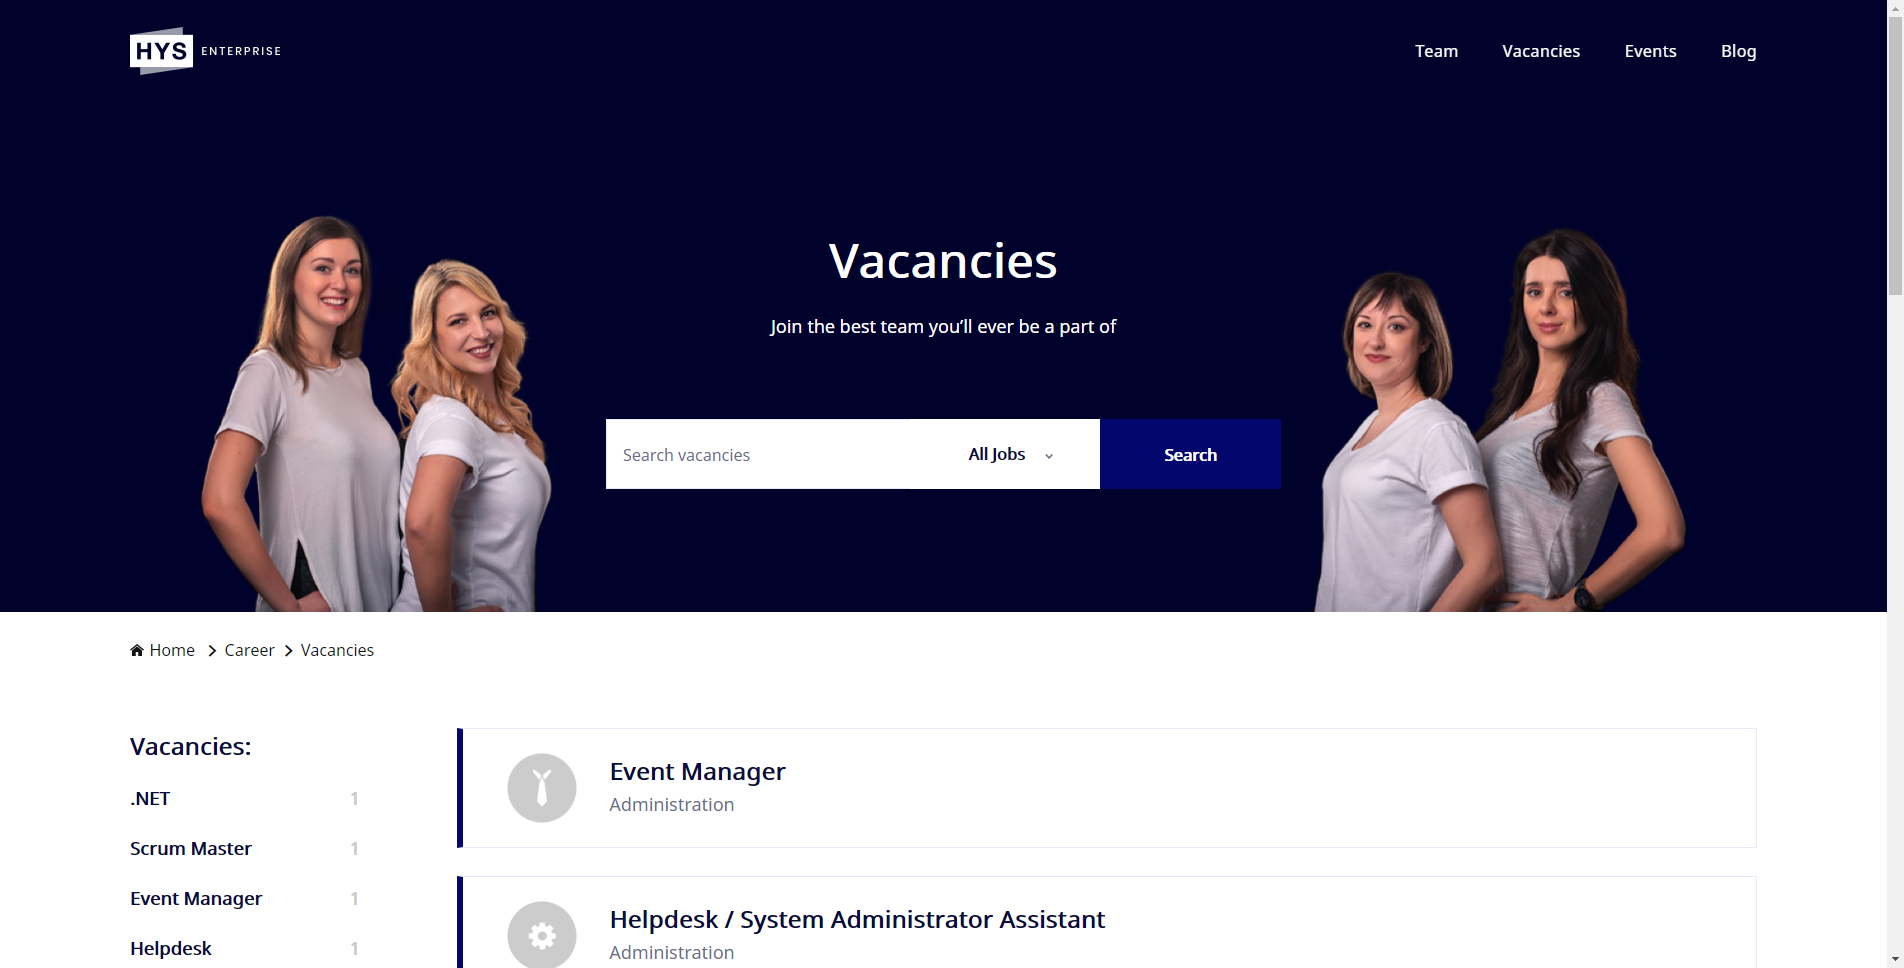 HYS ENTERPRISE
Team Vacancies Events Blog
Vacancies
Join the best team you’ll ever be a part of
Search vacancies All Jobs Search
Home Career Vacancies
Vacancies:
.NET 1
Scrum Master 1
Event Manager 1
Helpdesk 1
Event Manager
Administration
Helpdesk / System Administrator Assistant
Administration